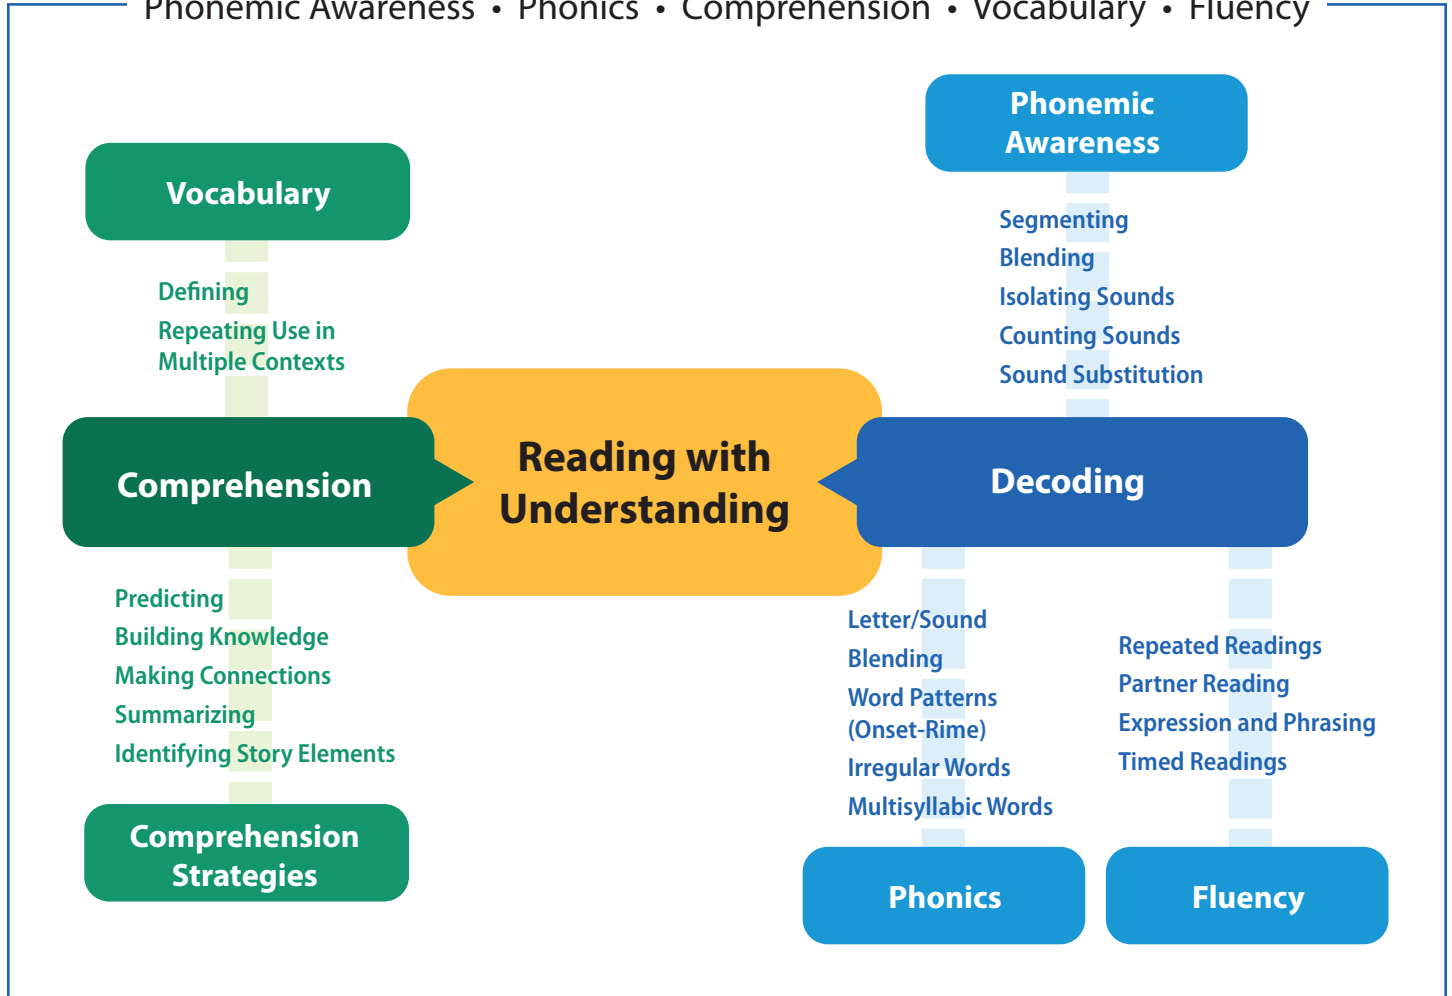 Phonemic Awareness • Phonics • Comprehension • Vocabulary • Fluency
Vocabulary
Defining
Repeating Use in
Multiple Contexts
Comprehension
Predicting
Building Knowledge
Making Connections
Summarizing
Identifying Story Elements
Comprehension
Strategies
Reading with
Understanding
Phonemic
Awareness
Segmenting
Blending
Isolating Sounds
Counting Sounds
Sound Substitution
Decoding
Letter/Sound
Blending
Word Patterns
(Onset-Rime)
Irregular Words
Multisyllabic Words
Phonics
Repeated Readings
Partner Reading
Expression and Phrasing
Timed Readings
Fluency